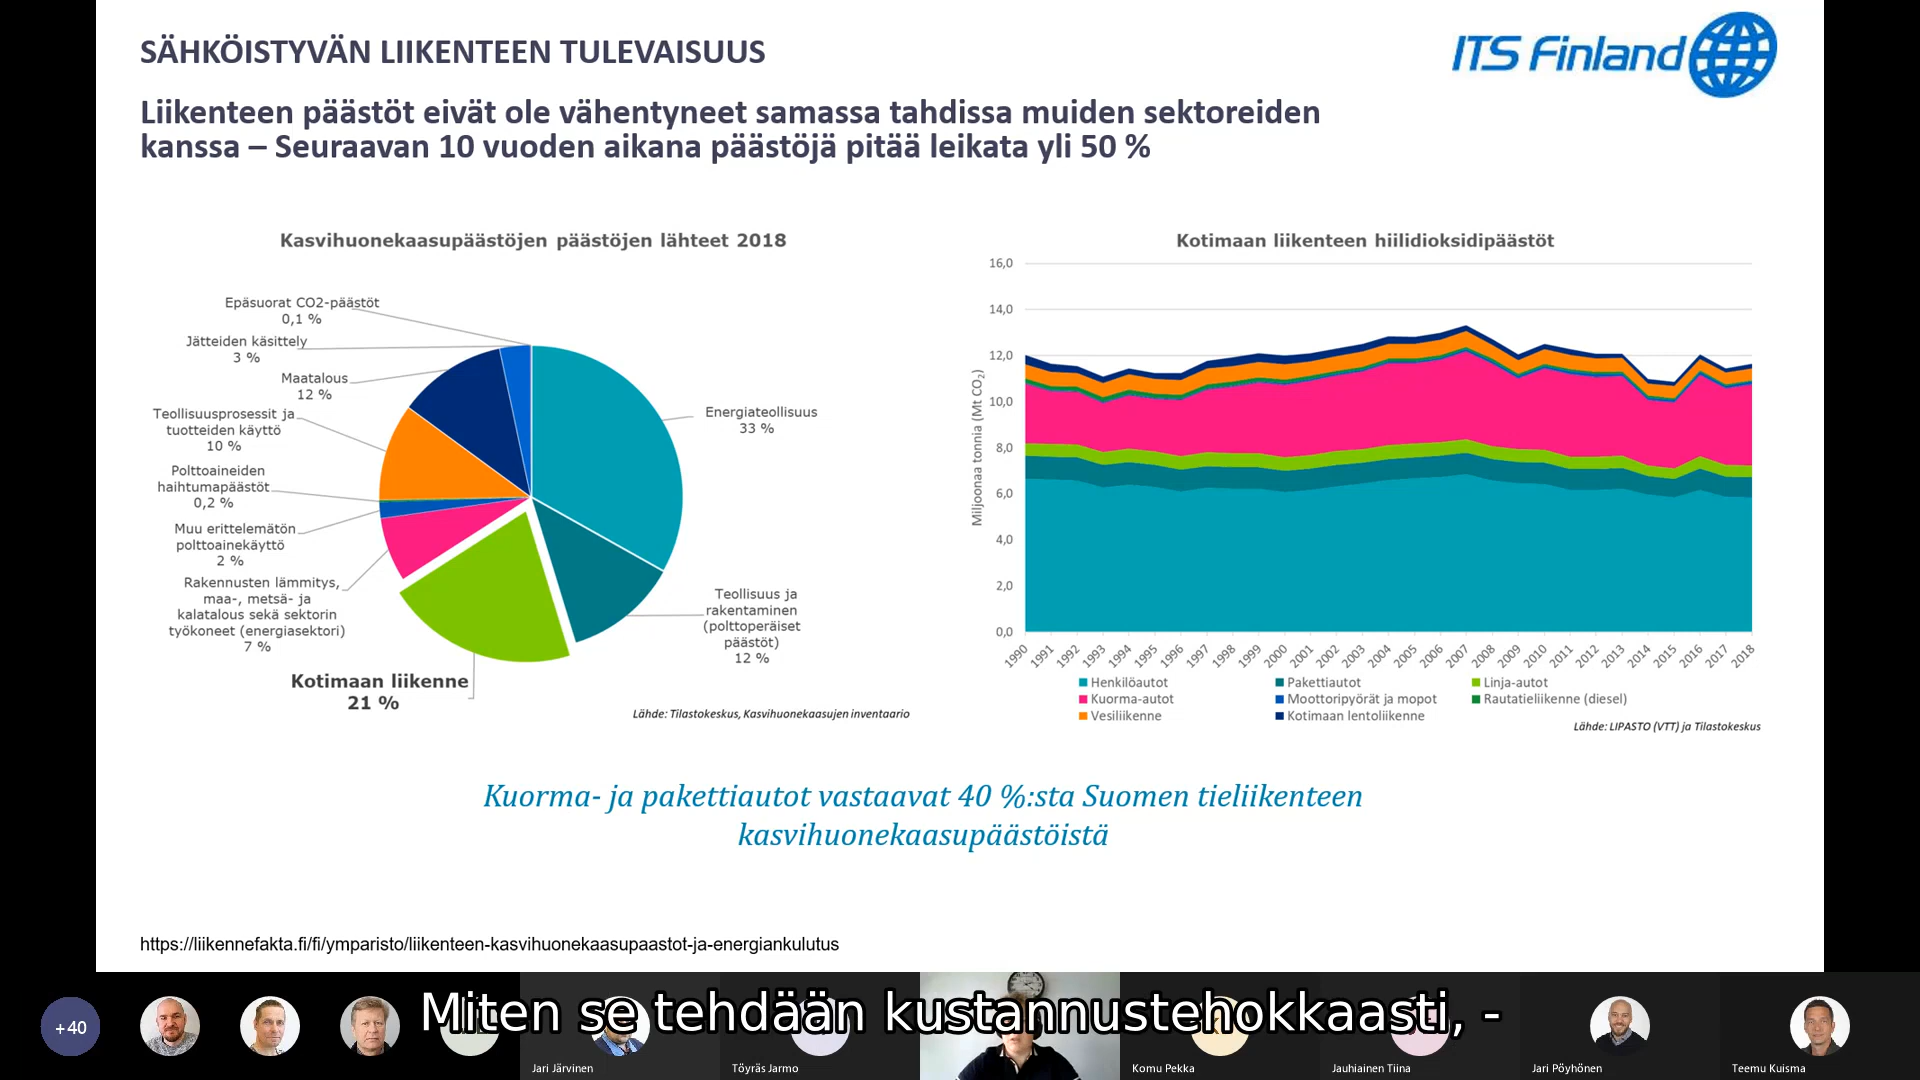 SÄHKÖISTYVÄN LIIKENTEEN TULEVAISUUS
ITS Finland
Liikenteen päästöt eivät ole vähentyneet samassa tahdissa muiden sektoreiden
kanssa – Seuraavan 10 vuoden aikana päästöjä pitää leikata yli 50 %
Kasvihuonekaasupäästöjen päästöjen lähteet 2018
Epäsuorat CO2-päästöt
0,1 %
Jätteiden käsittely
3 %
Maatalous
12 %
Teollisuusprosessit ja
tuotteiden käyttö
10 %
Polttoaineiden
haihtumapäästöt
0,2 %
Muu erittelemätön
polttoainekäyttö
2 %
Rakennusten lämmitys,
maa-, metsä- ja
kalatalous sekä sektorin
työkoneet (energiasektori)
7 %
Kotimaan liikenne
21 %
Energiateollisuus
33 %
Teollisuus ja
rakentaminen
(polttoperäiset
päästöt)
12 %
Lähde: Tilastokeskus, Kasvihuonekaasujen inventaario
Kotimaan liikenteen hiilidioksidipäästöt
Miljoonaa tonnia (Mt CO₂)
16,0
14,0
12,0
10,0
8,0
6,0
4,0
2,0
0,0
1990 1991 1992 1993 1994 1995 1996 1997 1998 1999 2000 2001 2002 2003 2004 2005 2006 2007 2008 2009 2010 2011 2012 2013 2014 2015 2016 2017 2018
Henkilöautot Pakettiautot Linja-autot
Kuorma-autot Moottoripyörät ja mopot Rautatieliikenne (diesel)
Vesiliikenne Kotimaan lentoliikenne
Lähde: LIPASTO (VTT) ja Tilastokeskus
Kuorma- ja pakettiautot vastaavat 40 %:sta Suomen tieliikenteen
kasvihuonekaasupäästöistä
https://liikennefakta.fi/fi/ymparisto/liikenteen-kasvihuonekaasupaastot-ja-energiankulutus
+40
Miten se tehdään kustannustehokkaasti, -
Jari Järvinen
Töyräs Jarmo
Komu Pekka
Jauhiainen Tiina
Jari Pöyhönen
Teemu Kuisma